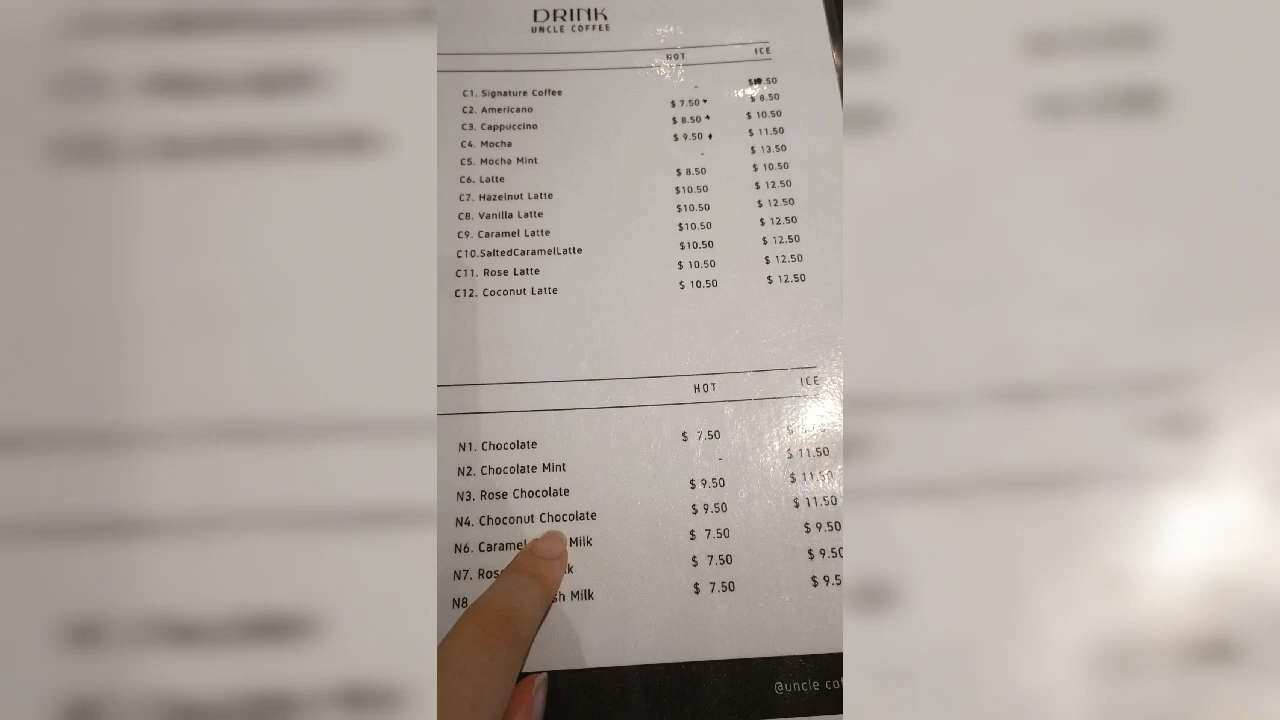 DRINK
UNCLE COFFEE
HOT ICE
C1. Signature Coffee -
C2. Americano $ 7.50 $ 8.50
C3. Cappuccino $ 8.50 $ 10.50
C4. Mocha $ 9.50 $ 11.50
C5. Mocha Mint - $ 13.50
C6. Latte $ 8.50 $ 10.50
C7. Hazelnut Latte $10.50 $ 12.50
C8. Vanilla Latte $10.50 $ 12.50
C9. Caramel Latte $10.50 $ 12.50
C10.SaltedCaramelLatte $10.50 $ 12.50
C11. Rose Latte $ 10.50 $ 12.50
C12. Coconut Latte $ 10.50 $ 12.50
HOT ICE
N1. Chocolate $ 7.50
N2. Chocolate Mint - $ 11.50
N3. Rose Chocolate $ 9.50 $ 11.50
N4. Choconut Chocolate $ 9.50 $ 11.50
N6. Caramel Milk $ 7.50 $ 9.50
N7. $ 7.50 $ 9.50
N8 Milk $ 7.50 $ 9.5
@uncle